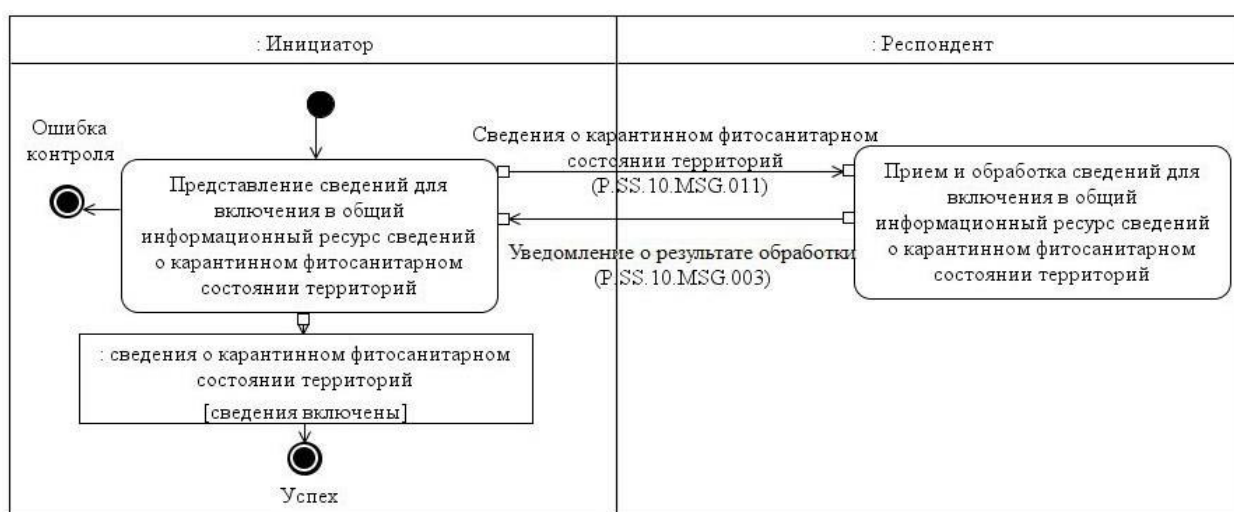 : Инициатор
: Респондент
Ошибка
контроля
Представление сведений для
включения в общий
информационный ресурс сведений
о карантинном фитосанитарном
состоянии территорий
Сведения о карантинном фитосанитарном
состоянии территорий
(P.SS.10.MSG.011)
Уведомление о результате обработки
(P.SS.10.MSG.003)
Прием и обработка сведений для
включения в общий
информационный ресурс сведений
о карантинном фитосанитарном
состоянии территорий
: сведения о карантинном фитосанитарном
состоянии территорий
[сведения включены]
Успех